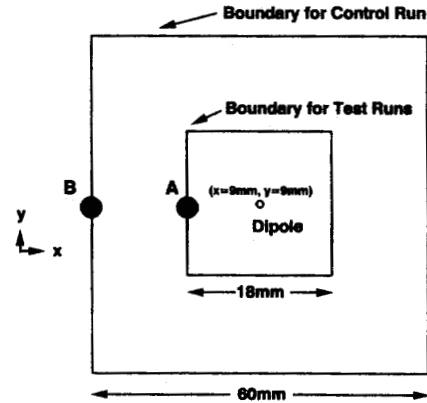 Boundary for Control Run
Boundary for Test Runs
B
A
(x=9mm, y=9mm)
Dipole
y
x
18mm
60mm